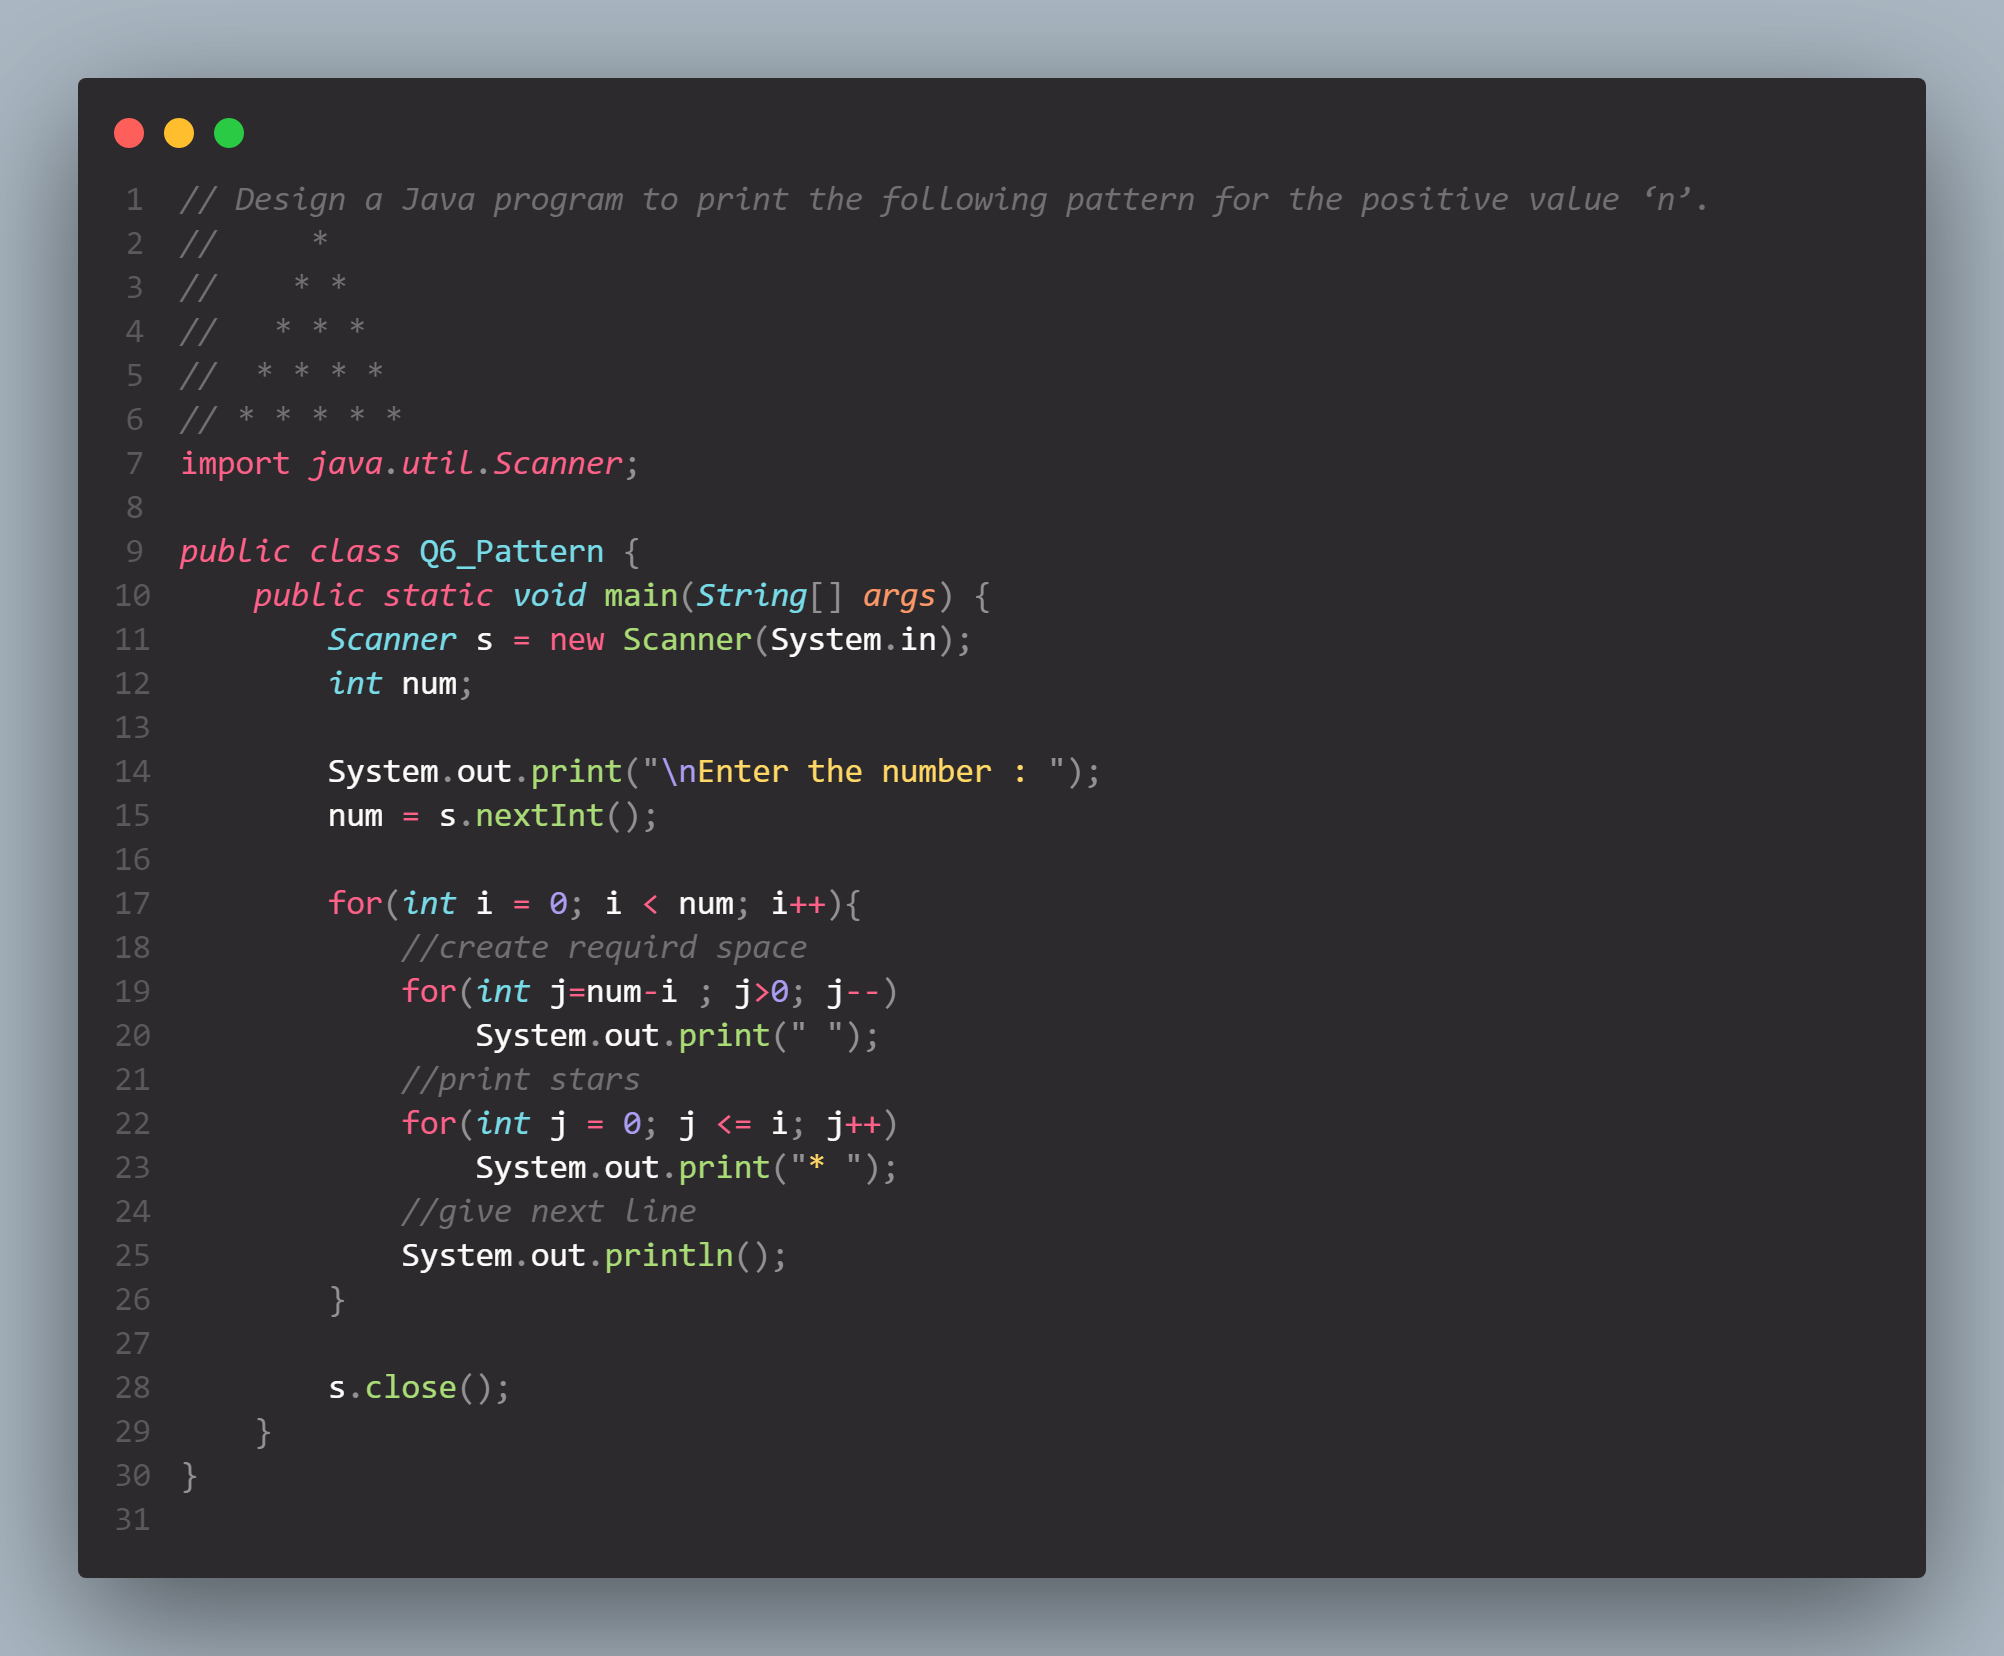 1 // Design a Java program to print the following pattern for the positive value ‘n’.
2 //     *
3 //    * *
4 //   * * *
5 //  * * * *
6 // * * * * *
7 import java.util.Scanner;
8
9 public class Q6_Pattern {
10     public static void main(String[] args) {
11         Scanner s = new Scanner(System.in);
12         int num;
13
14         System.out.print("\nEnter the number : ");
15         num = s.nextInt();
16
17         for(int i = 0; i < num; i++){
18             //create requird space
19             for(int j=num-i ; j>0; j--)
20                 System.out.print(" ");
21             //print stars
22             for(int j = 0; j <= i; j++)
23                 System.out.print("* ");
24             //give next line
25             System.out.println();
26         }
27
28         s.close();
29     }
30 }
31